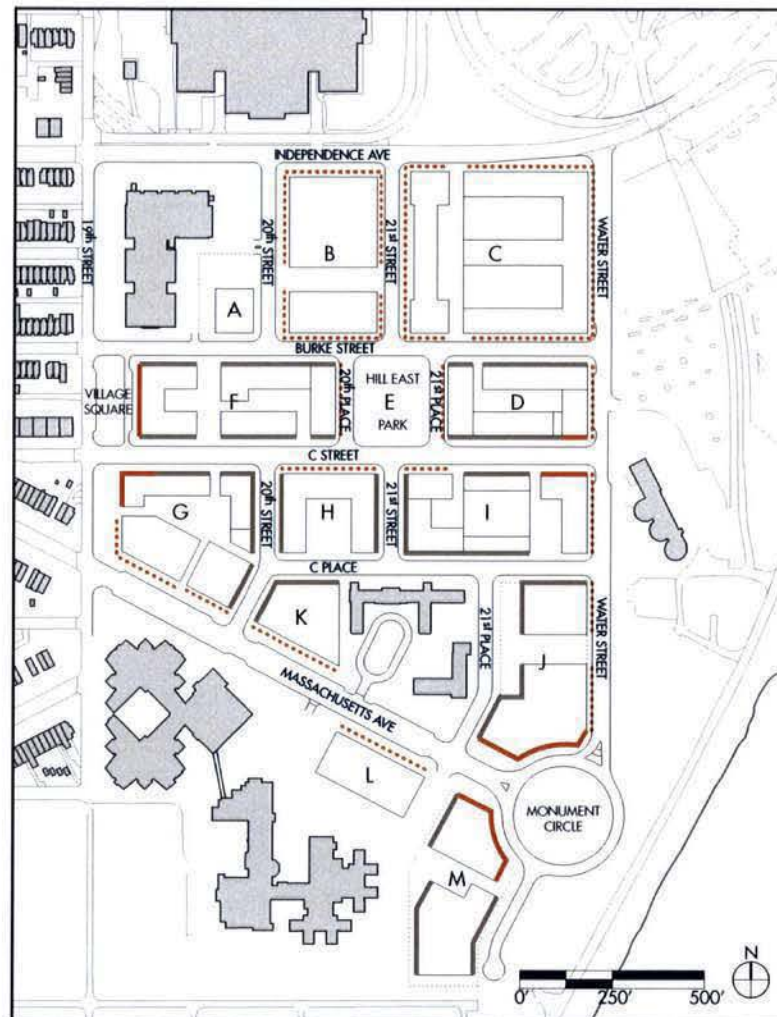 INDEPENDENCE AVE
19th STREET
20th STREET
21st STREET
WATER STREET
B
C
A
BURKE STREET
VILLAGE
SQUARE
F
20th PLACE
HILL EAST
E
PARK
21st PLACE
D
C STREET
G
20th STREET
H
21st STREET
I
C PLACE
K
21st PLACE
WATER STREET
J
MASSACHUSETTS AVE
L
MONUMENT
CIRCLE
M
N
0'
250'
500'